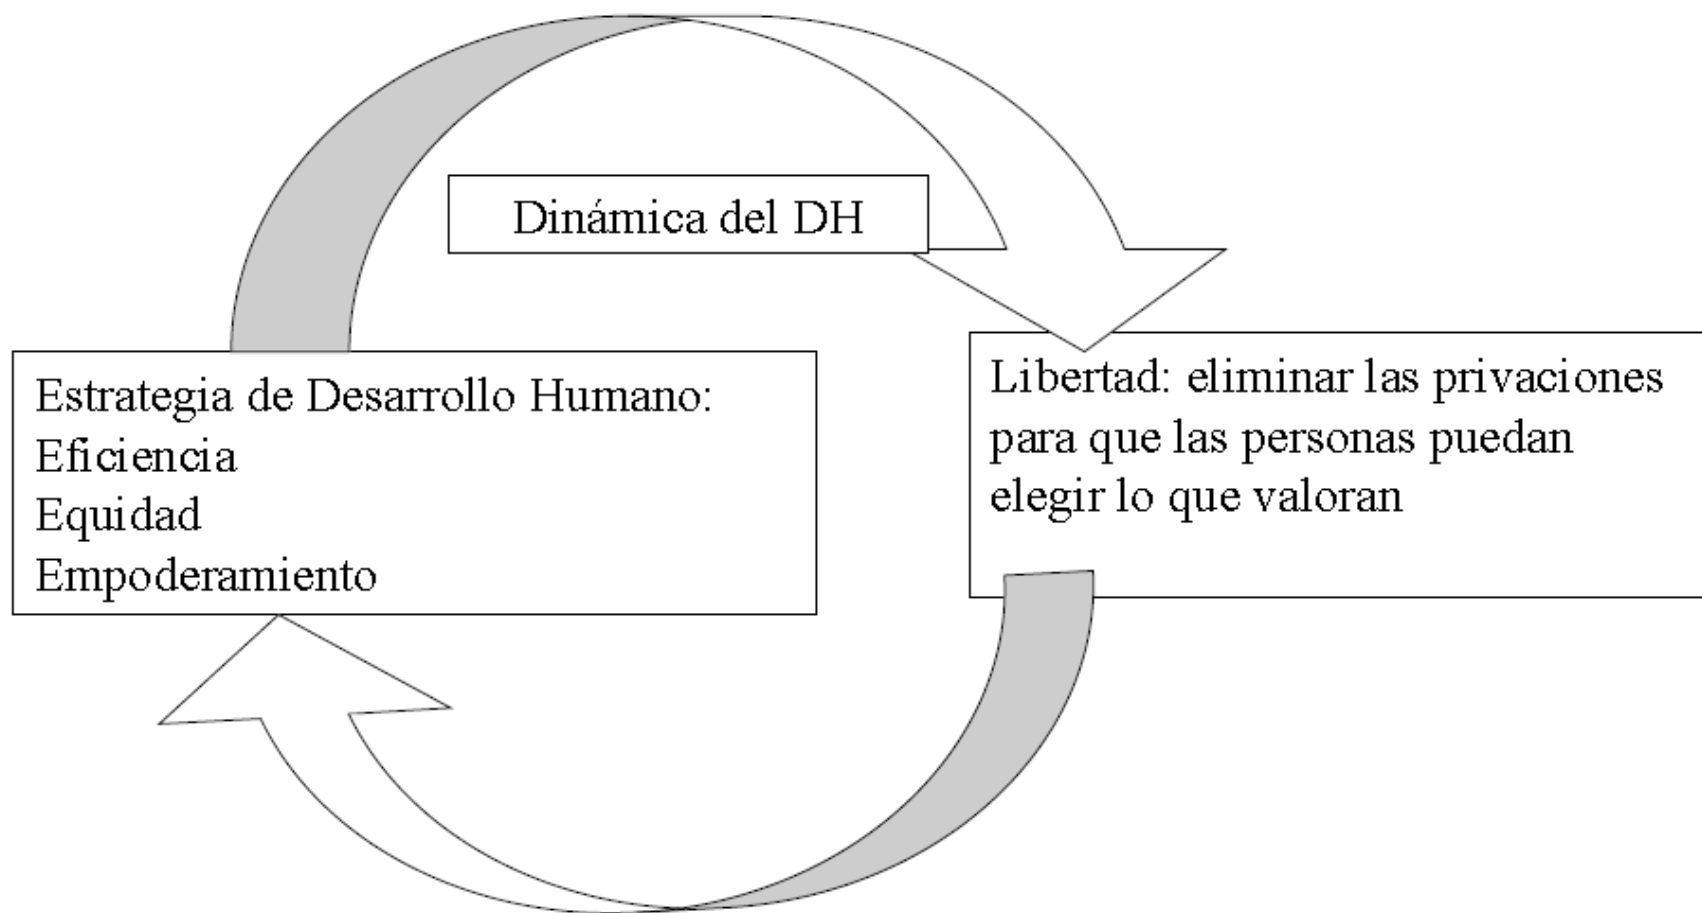 Dinámica del DH
Estrategia de Desarrollo Humano:
Eficiencia
Equidad
Empoderamiento
Libertad: eliminar las privaciones
para que las personas puedan
elegir lo que valoran